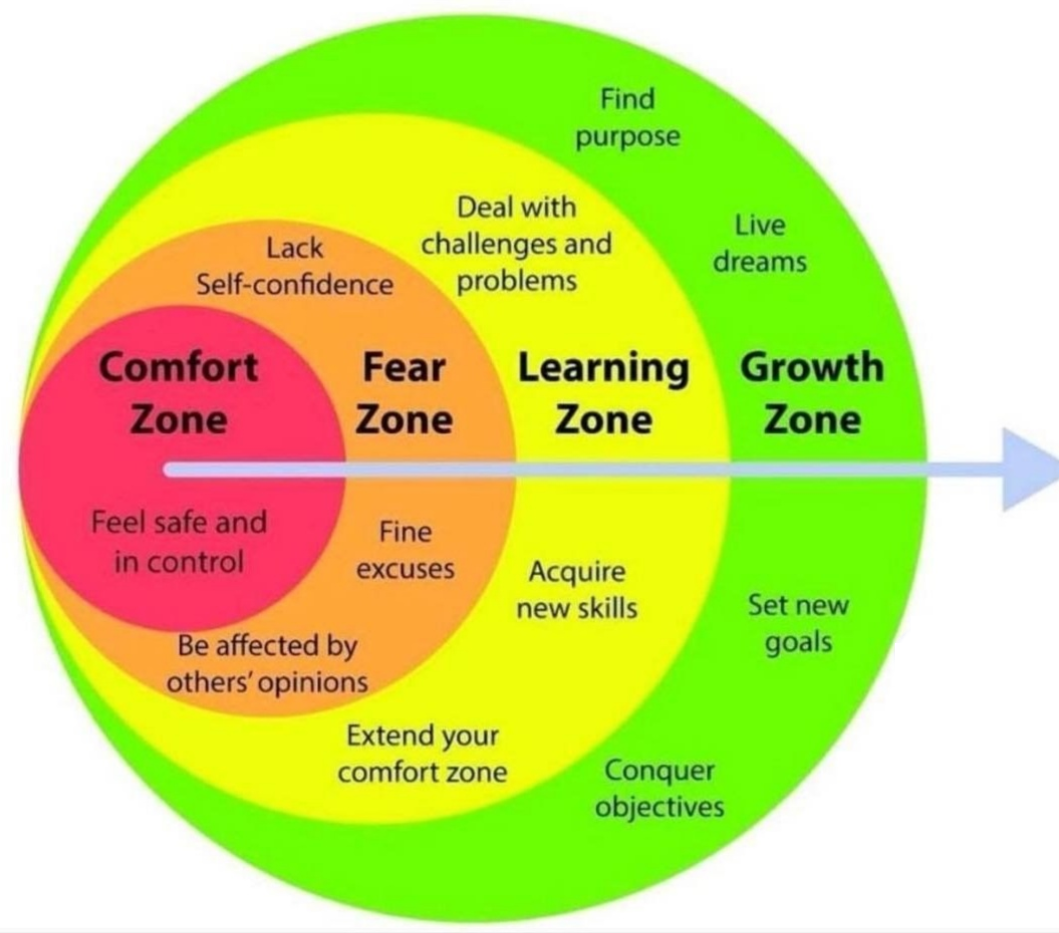 Find
purpose
Live
dreams
Deal with
challenges and
problems
Lack
Self-confidence
Comfort
Zone
Fear
Zone
Learning
Zone
Growth
Zone
Feel safe and
in control
Fine
excuses
Acquire
new skills
Set new
goals
Be affected by
others' opinions
Extend your
comfort zone
Conquer
objectives